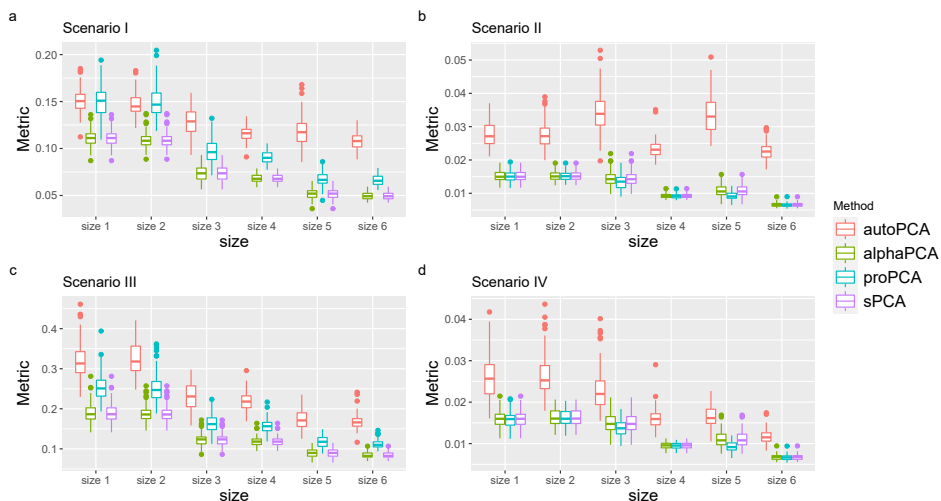 a
Scenario I
Metric
0.20
0.15
0.10
0.05
size 1 size 2 size 3 size 4 size 5 size 6
size
b
Scenario II
Metric
0.05
0.04
0.03
0.02
0.01
size 1 size 2 size 3 size 4 size 5 size 6
size
c
Scenario III
Metric
0.4
0.3
0.2
0.1
size 1 size 2 size 3 size 4 size 5 size 6
size
d
Scenario IV
Metric
0.04
0.03
0.02
0.01
size 1 size 2 size 3 size 4 size 5 size 6
size
Method
autoPCA
alphaPCA
proPCA
sPCA